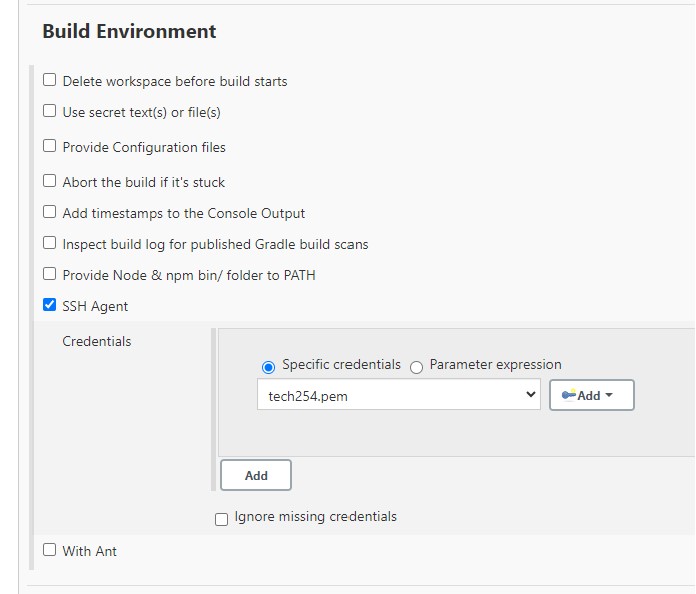 Build Environment
Delete workspace before build starts
Use secret text(s) or file(s)
Provide Configuration files
Abort the build if it's stuck
Add timestamps to the Console Output
Inspect build log for published Gradle build scans
Provide Node & npm bin/ folder to PATH
SSH Agent
Credentials
Specific credentials Parameter expression
tech254.pem Add
Add
Ignore missing credentials
With Ant